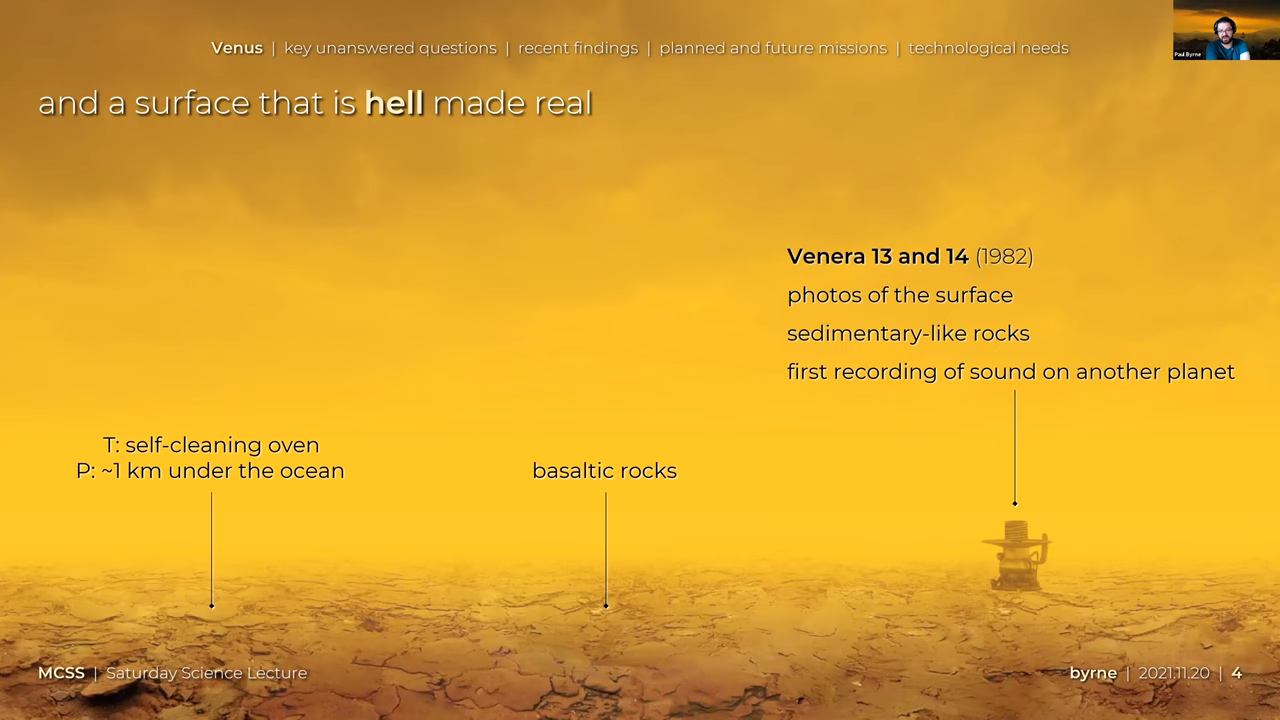 Venus | key unanswered questions | recent findings | planned and future missions | technological needs
Paul Byrne
and a surface that is hell made real
Venera 13 and 14 (1982)
photos of the surface
sedimentary-like rocks
first recording of sound on another planet
T: self-cleaning oven
P: ~1 km under the ocean
basaltic rocks
MCSS | Saturday Science Lecture
byrne | 2021.11.20 | 4